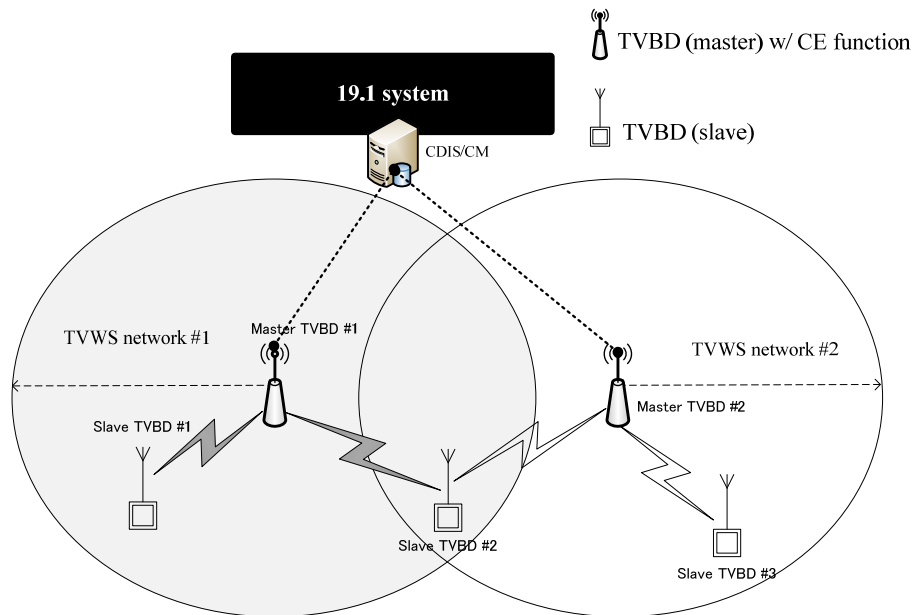 TVBD (master) w/ CE function
19.1 system
TVBD (slave)
CDIS/CM
Master TVBD #1
TVWS network #1
TVWS network #2
Master TVBD #2
Slave TVBD #1
Slave TVBD #2
Slave TVBD #3